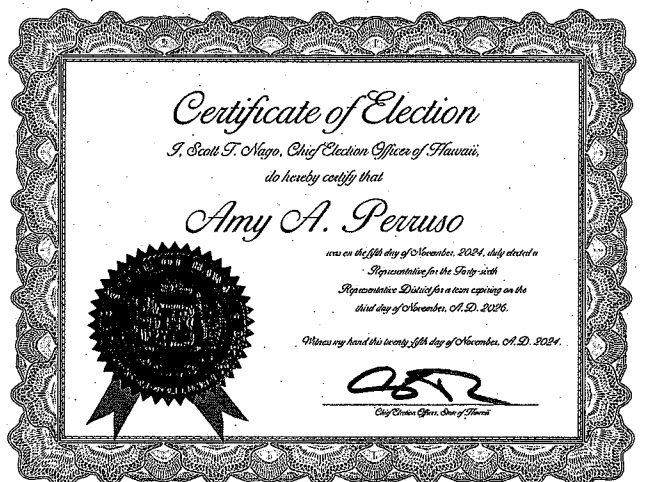 Certificate of Election
I, Scott T. Nago, Chief Election Officer of Hawaii,
do hereby certify that
Amy A. Perruso
was on the fifth day of November, 2024, duly elected a
Representative for the Forty-sixth
Representative District for a term expiring on the
third day of November, A.D. 2026.
Witness my hand this twenty fifth day of November, A.D. 2024.
Chief Election Officer, State of Hawaii